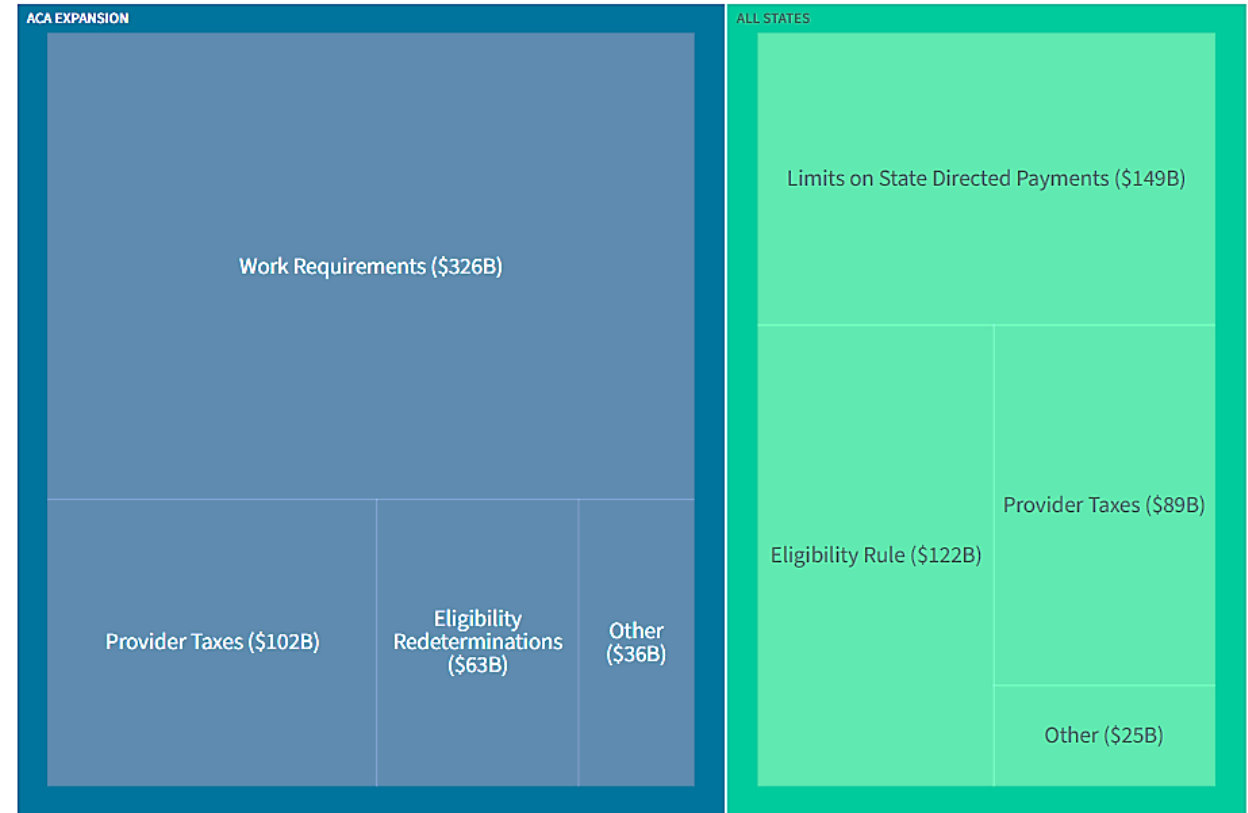 ACA EXPANSION
Work Requirements ($326B)
Provider Taxes ($102B)
Eligibility
Redeterminations
($63B)
Other
($36B)
ALL STATES
Limits on State Directed Payments ($149B)
Eligibility Rule ($122B)
Provider Taxes ($89B)
Other ($25B)